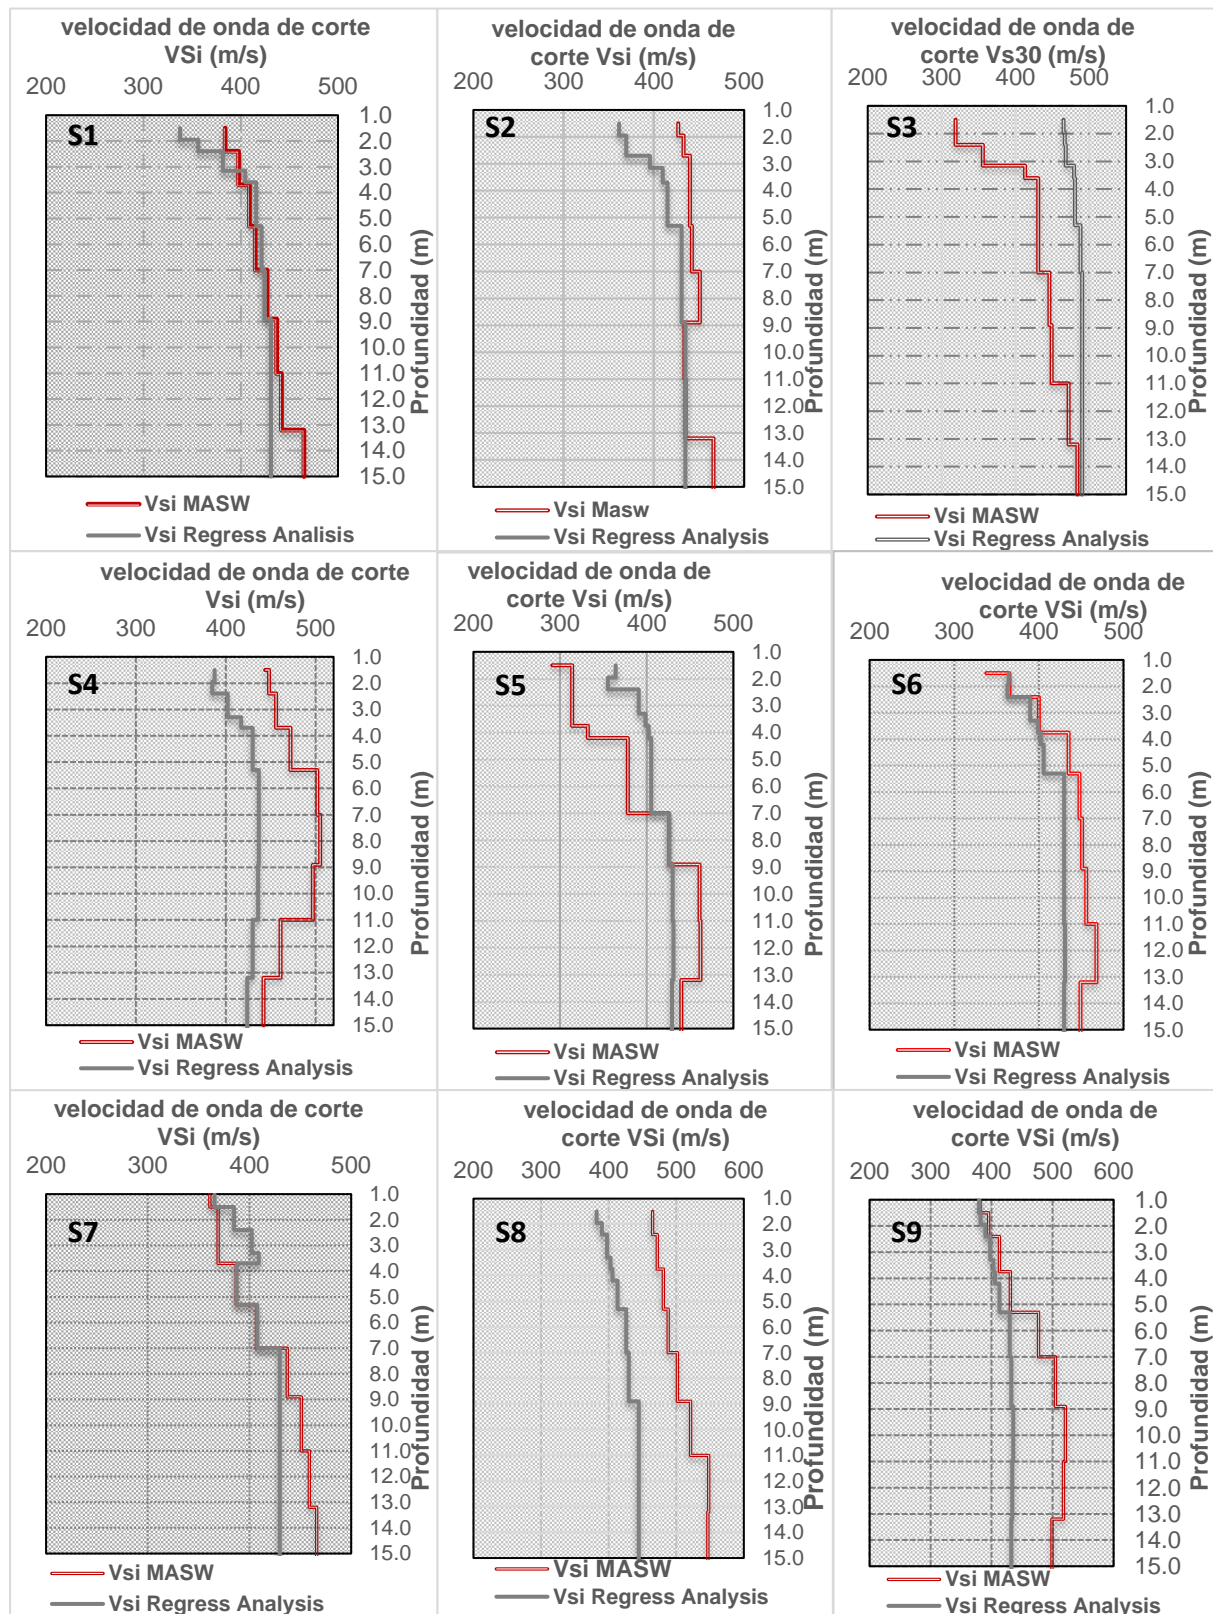 velocidad de onda de corte
VSi (m/s)
200 300 400 500
S1
1.0
2.0
3.0
4.0
5.0
6.0
7.0
8.0
9.0
10.0
11.0
12.0
13.0
14.0
15.0
Profundidad (m)
Vsi MASW
Vsi Regress Analisis
velocidad de onda de
corte Vsi (m/s)
200 300 400 500
S2
1.0
2.0
3.0
4.0
5.0
6.0
7.0
8.0
9.0
10.0
11.0
12.0
13.0
14.0
15.0
Profundidad (m)
Vsi Masw
Vsi Regress Analysis
velocidad de onda de
corte Vs30 (m/s)
200 300 400 500
S3
1.0
2.0
3.0
4.0
5.0
6.0
7.0
8.0
9.0
10.0
11.0
12.0
13.0
14.0
15.0
Profundidad (m)
Vsi MASW
Vsi Regress Analysis
velocidad de onda de corte
Vsi (m/s)
200 300 400 500
S4
1.0
2.0
3.0
4.0
5.0
6.0
7.0
8.0
9.0
10.0
11.0
12.0
13.0
14.0
15.0
Profundidad (m)
Vsi MASW
Vsi Regress Analysis
velocidad de onda de
corte Vsi (m/s)
200 300 400 500
S5
1.0
2.0
3.0
4.0
5.0
6.0
7.0
8.0
9.0
10.0
11.0
12.0
13.0
14.0
15.0
Profundidad (m)
Vsi MASW
Vsi Regress Analysis
velocidad de onda de
corte VSi (m/s)
200 300 400 500
S6
1.0
2.0
3.0
4.0
5.0
6.0
7.0
8.0
9.0
10.0
11.0
12.0
13.0
14.0
15.0
Profundidad (m)
Vsi MASW
Vsi Regress Analysis
velocidad de onda de corte
VSi (m/s)
200 300 400 500
S7
1.0
2.0
3.0
4.0
5.0
6.0
7.0
8.0
9.0
10.0
11.0
12.0
13.0
14.0
15.0
Profundidad (m)
Vsi MASW
Vsi Regress Analysis
velocidad de onda de
corte VSi (m/s)
200 300 400 500 600
S8
1.0
2.0
3.0
4.0
5.0
6.0
7.0
8.0
9.0
10.0
11.0
12.0
13.0
14.0
15.0
Profundidad (m)
Vsi MASW
Vsi Regress Analysis
velocidad de onda de
corte VSi (m/s)
200 300 400 500 600
S9
1.0
2.0
3.0
4.0
5.0
6.0
7.0
8.0
9.0
10.0
11.0
12.0
13.0
14.0
15.0
Profundidad (m)
Vsi MASW
Vsi Regress Analysis